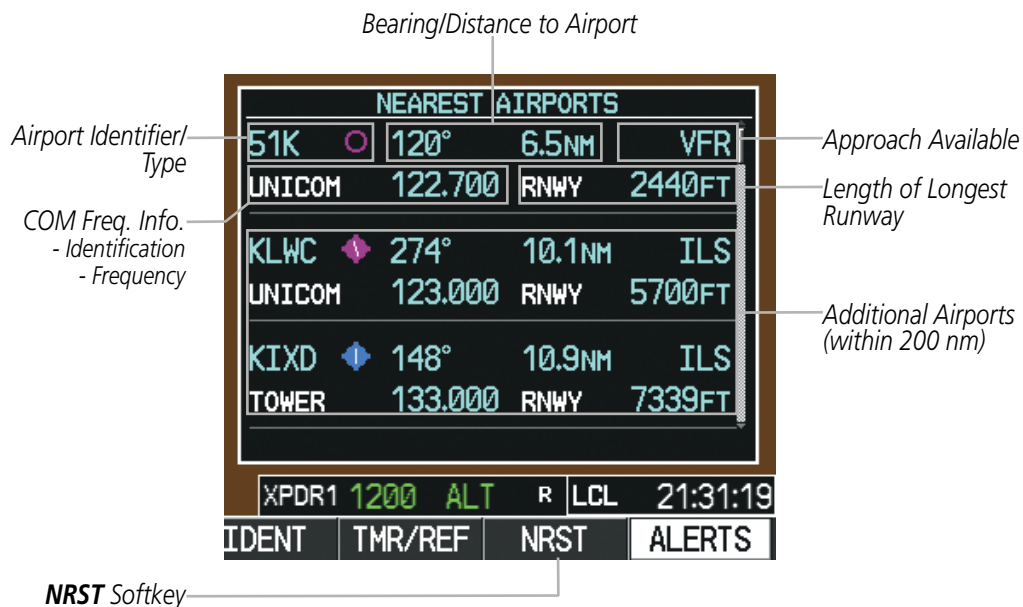 Bearing/Distance to Airport
NEAREST AIRPORTS
Airport Identifier/
Type
51K 120° 6.5NM VFR
Approach Available
UNICOM 122.700 RNWY 2440FT
Length of Longest
Runway
COM Freq. Info.
- Identification
- Frequency
KLWC 274° 10.1NM ILS
UNICOM 123.000 RNWY 5700FT
Additional Airports
(within 200 nm)
KIXD 148° 10.9NM ILS
TOWER 133.000 RNWY 7339FT
XPDR1 1200 ALT R LCL 21:31:19
IDENT TMR/REF NRST ALERTS
NRST Softkey